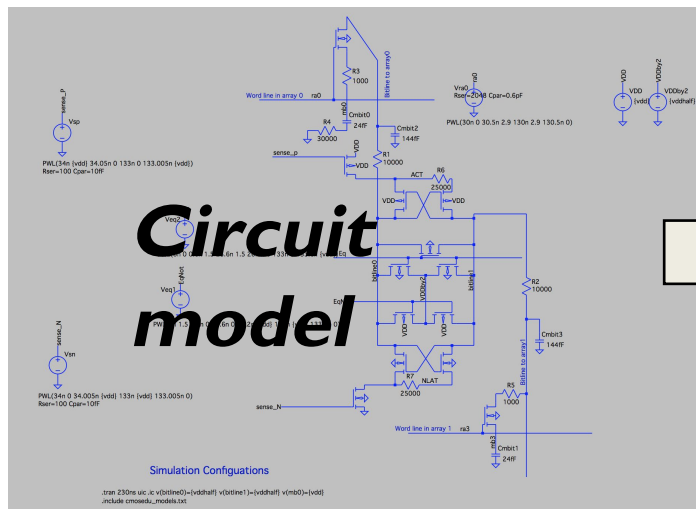 R3
1000
Word line in array 0 ra0
Bitline to array0
mb0
Cmbit0
24fF
R4
30000
Cmbit2
144fF
R1
10000
ra0
Vra0
Rser=2048 Cpar=0.6pF
PWL(30n 0 30.5n 2.9 130n 2.9 130.5n 0)
VDD
VDD
{vdd}
VDDby2
VDDby2
{vddhalf}
sense_P
Vsp
PWL(34n {vdd} 34.05n 0 133n 0 133.005n {vdd})
Rser=100 Cpar=10fF
sense_p
VDD
VDD
ACT
R6
25000
VDD
VDD
Circuit
model
Veq2
Eq
bitline0
VDDby2
bitline1
EqNot
Veq1
VDD
VDD
R2
10000
Cmbit3
144fF
Bitline to array1
sense_N
Vsn
PWL(34n 0 34.005n {vdd} 133n {vdd} 133.005n 0)
Rser=100 Cpar=10fF
R7
25000
NLAT
sense_N
R5
1000
Word line in array 1 ra3
mb3
Cmbit1
24fF
Simulation Configuations
.tran 230ns uic .ic v(bitline0)={vddhalf} v(bitline1)={vddhalf} v(mb0)={vdd}
.include cmosedu_models.txt